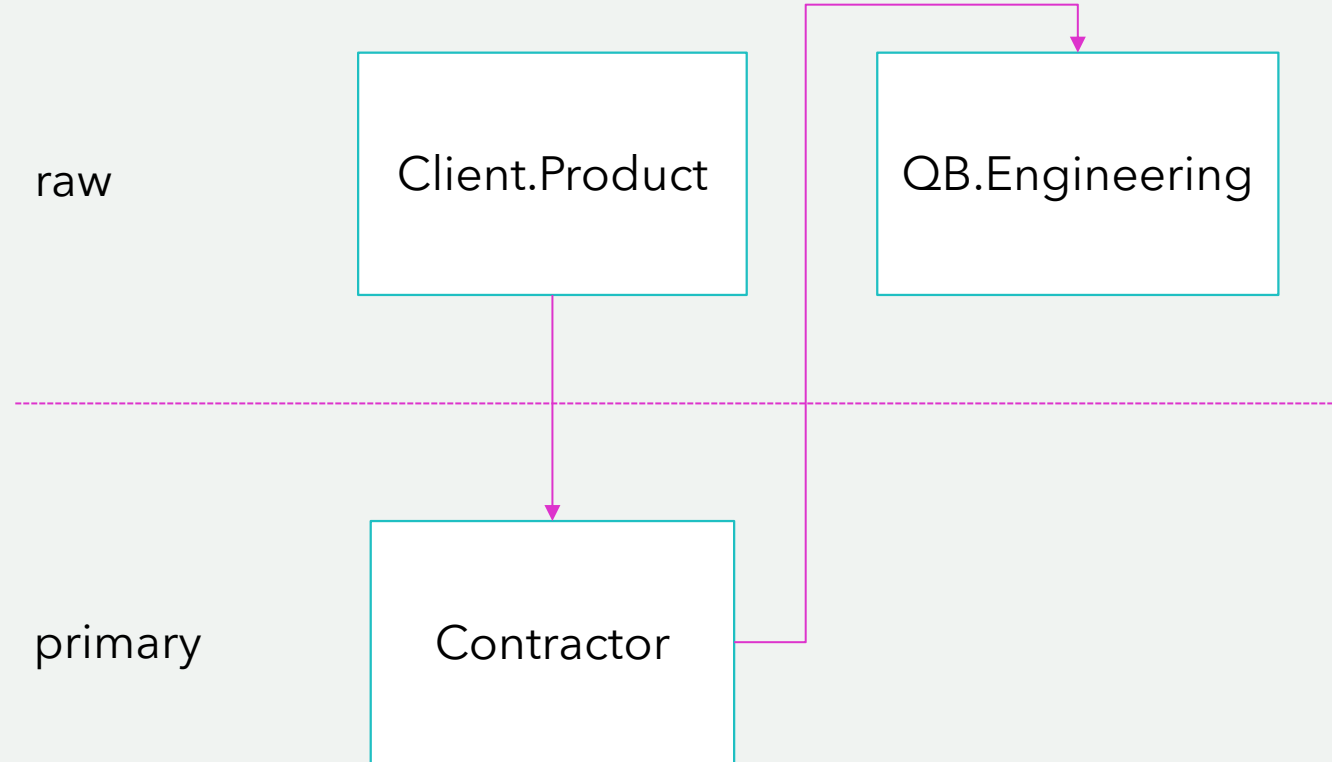 raw
Client.Product
QB.Engineering
primary
Contractor